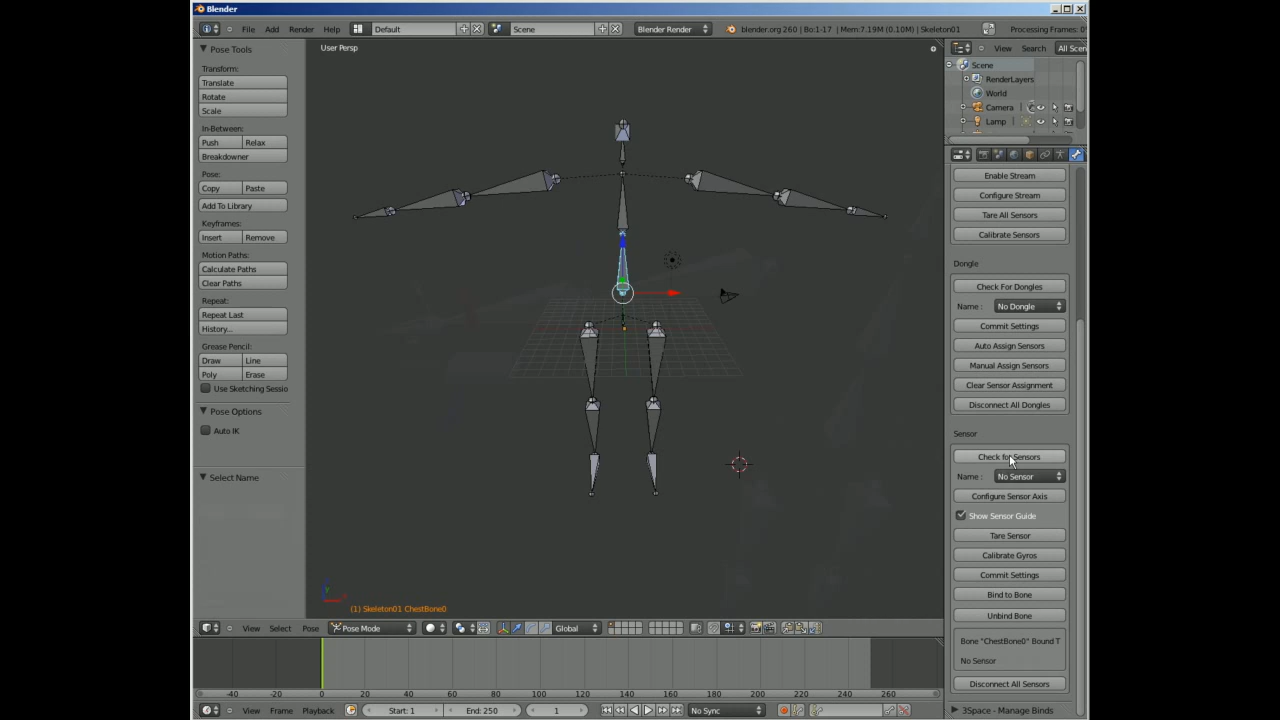 Blender
File Add Render Help Default Scene Blender Render blender.org 260 | Bo:1-17 | Mem:7.19M (0.10M) | Skeleton01 Processing Frames: 0
Pose Tools
Transform:
Translate
Rotate
Scale
In-Between:
Push Relax
Breakdowner
Pose:
Copy Paste
Add To Library
Keyframes:
Insert Remove
Motion Paths:
Calculate Paths
Clear Paths
Repeat:
Repeat Last
History...
Grease Pencil:
Draw Line
Poly Erase
Use Sketching Sessio
Pose Options
Auto IK
Select Name
User Persp
(1) Skeleton01 ChestBone0
View Select Pose Pose Mode Global
View Search All Scen
Scene
RenderLayers
World
Camera
Lamp
Enable Stream
Configure Stream
Tare All Sensors
Calibrate Sensors
Dongle
Check For Dongles
Name : No Dongle
Commit Settings
Auto Assign Sensors
Manual Assign Sensors
Clear Sensor Assignment
Disconnect All Dongles
Sensor
Check for Sensors
Name : No Sensor
Configure Sensor Axis
Show Sensor Guide
Tare Sensor
Calibrate Gyros
Commit Settings
Bind to Bone
Unbind Bone
Bone "ChestBone0" Bound T
No Sensor
Disconnect All Sensors
3Space - Manage Binds
-40 -20 0 20 40 60 80 100 120 140 160 180 200 220 240 260
View Frame Playback Start: 1 End: 250 1 No Sync